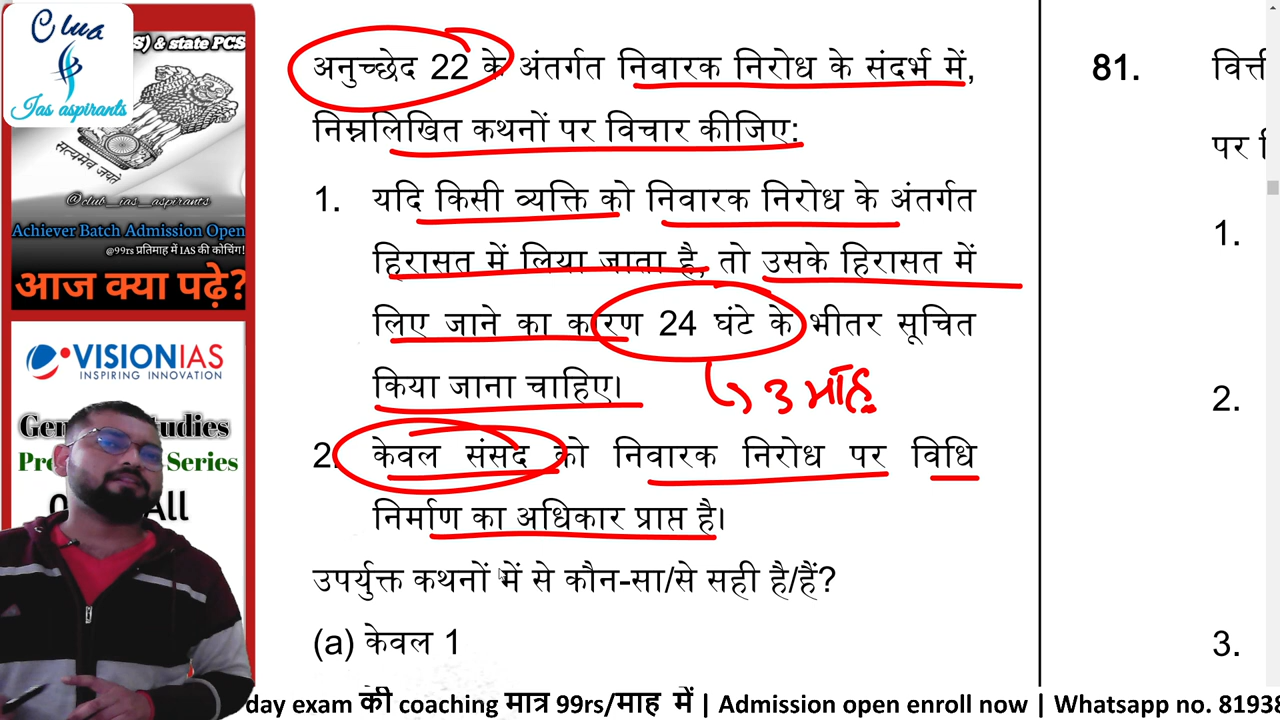 Club
Ias aspirants
S) & state PCS
सत्यमेव जयते
@club_ias_aspirants
Achiever Batch Admission Open
@99rs प्रतिमाह में IAS की कोचिंग!
आज क्या पढ़े?
VISIONIAS
INSPIRING INNOVATION
Series
All
अनुच्छेद 22 के अंतर्गत निवारक निरोध के संदर्भ में,
निम्नलिखित कथनों पर विचार कीजिए:
1. यदि किसी व्यक्ति को निवारक निरोध के अंतर्गत
हिरासत में लिया जाता है, तो उसके हिरासत में
लिए जाने का कारण 24 घंटे के भीतर सूचित
किया जाना चाहिए।
3 माह
2. केवल संसद को निवारक निरोध पर विधि
निर्माण का अधिकार प्राप्त है।
उपर्युक्त कथनों में से कौन-सा/से सही है/हैं?
(a) केवल 1
81.
पर
1.
2.
3.
day exam की coaching मात्र 99rs/माह में | Admission open enroll now | Whatsapp no. 81938